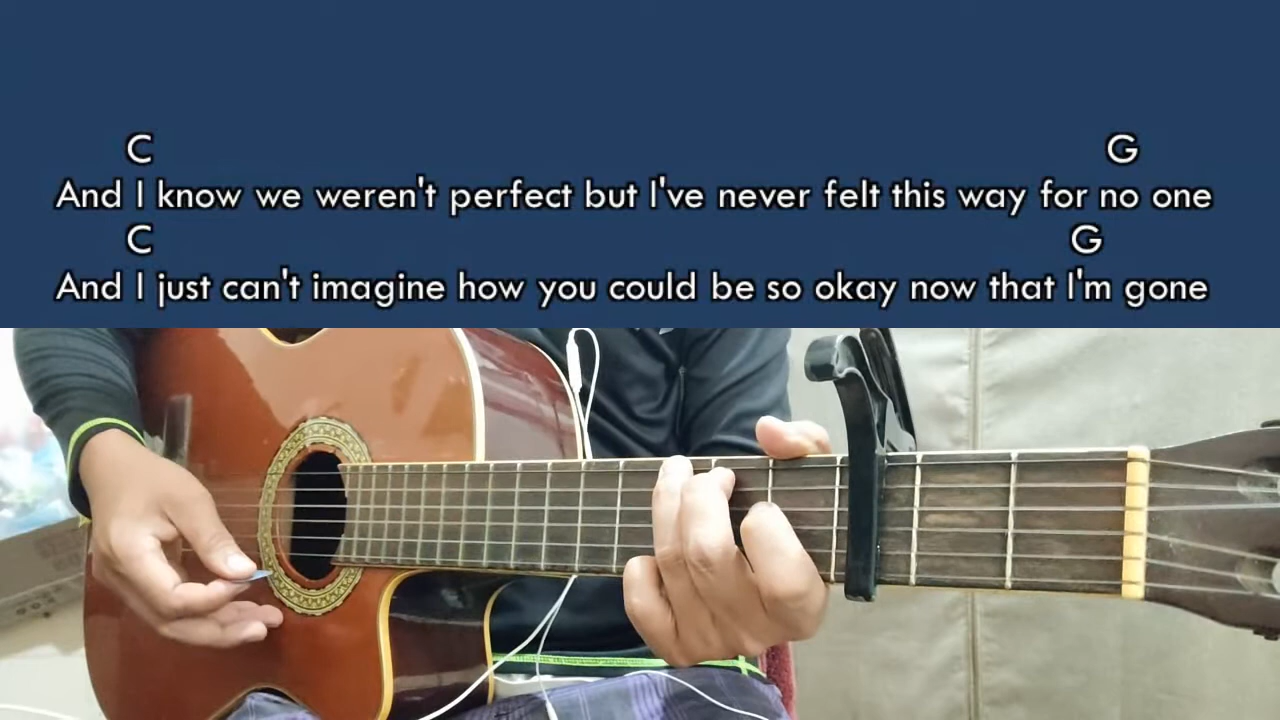 C G
And I know we weren't perfect but I've never felt this way for no one
C G
And I just can't imagine how you could be so okay now that I'm gone